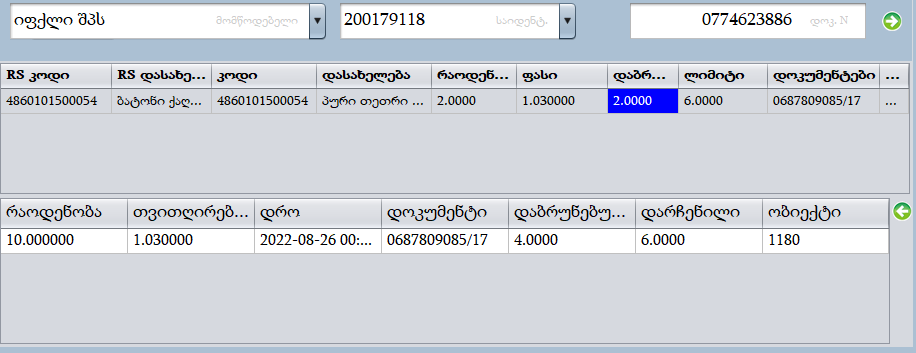 იფქლი შპს მომწოდებელი 200179118 საიდენტ. 0774623886 დოკ. N
RS კოდი RS დასახე... კოდი დასახელება რაოდენ... ფასი დაბრ... ლიმიტი დოკუმენტები ...
4860101500054 ბატონი ქაღ... 4860101500054 პური თეთრი ... 2.0000 1.030000 2.0000 6.0000 0687809085/17 ...
რაოდენობა თვითღირებ... დრო დოკუმენტი დაბრუნებუ... დარჩენილი ობიექტი
10.000000 1.030000 2022-08-26 00:... 0687809085/17 4.0000 6.0000 1180